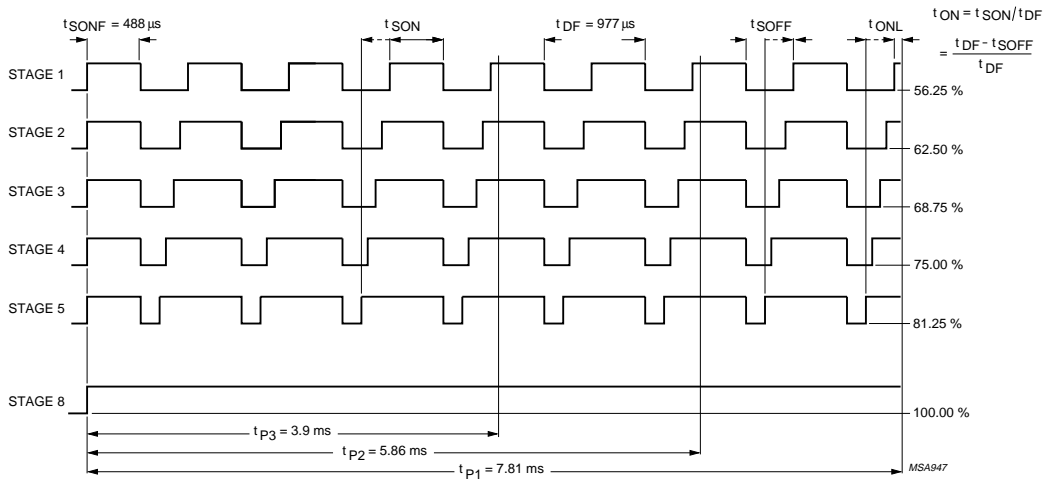 t SONF = 488 µs
t SON
t DF = 977 µs
t SOFF
t ONL
t ON = t SON / t DF
= t DF - t SOFF
t DF
STAGE 1
56.25 %
STAGE 2
62.50 %
STAGE 3
68.75 %
STAGE 4
75.00 %
STAGE 5
81.25 %
STAGE 8
100.00 %
t P3 = 3.9 ms
t P2 = 5.86 ms
t P1 = 7.81 ms
MSA947